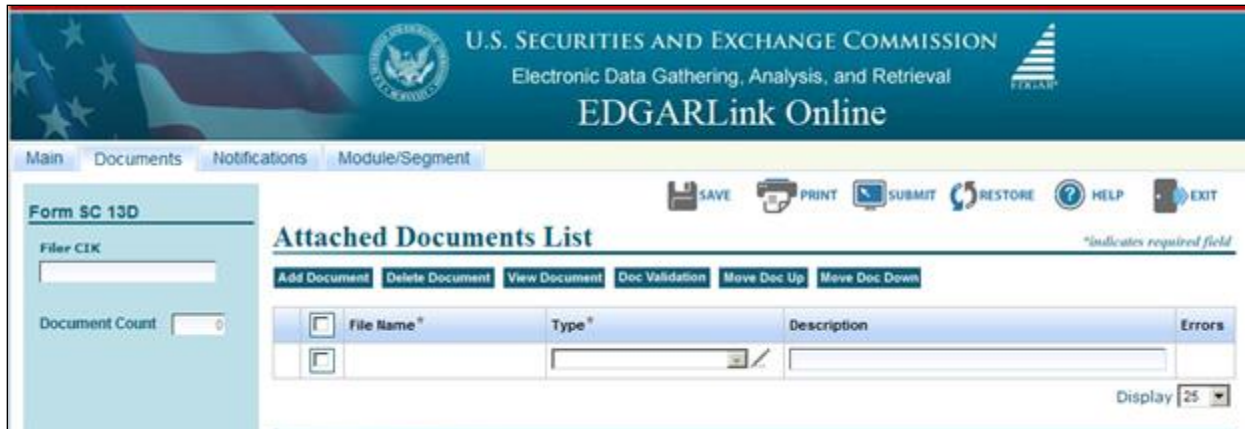 U.S. SECURITIES AND EXCHANGE COMMISSION
Electronic Data Gathering, Analysis, and Retrieval
EDGARLink Online
EDGAR
Main Documents Notifications Module/Segment
SAVE PRINT SUBMIT RESTORE HELP EXIT
Form SC 13D
Attached Documents List
*indicates required field
Filer CIK
Add Document Delete Document View Document Doc Validation Move Doc Up Move Doc Down
Document Count 0
File Name* Type* Description Errors
Display 25